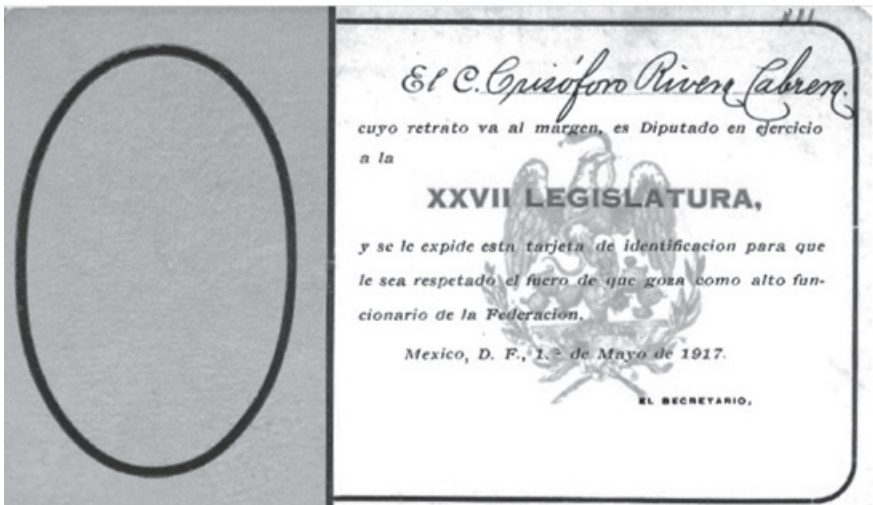 El C. Crisóforo Rivera Cabrera.
cuyo retrato va al márgen, es Diputado en ejercicio
a la
XXVII LEGISLATURA,
y se le expide esta tarjeta de identificacion para que
le sea respetado el fuero de que goza como alto fun-
cionario de la Federacion.
Mexico, D. F., 1.º de Mayo de 1917.
EL SECRETARIO,